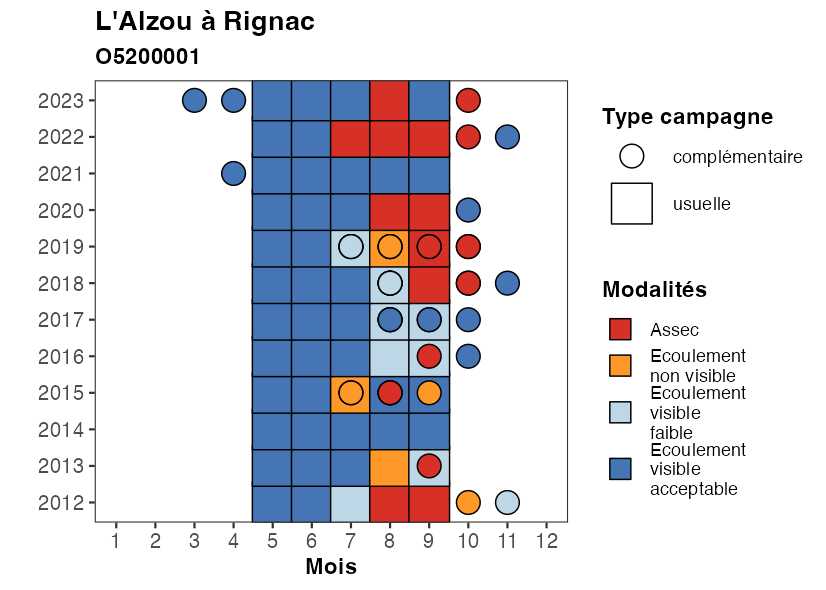 L'Alzou à Rignac
O5200001
2023
2022
2021
2020
2019
2018
2017
2016
2015
2014
2013
2012
1 2 3 4 5 6 7 8 9 10 11 12
Mois
Type campagne
complémentaire
usuelle
Modalités
Assec
Ecoulement
non visible
Ecoulement
visible
faible
Ecoulement
visible
acceptable